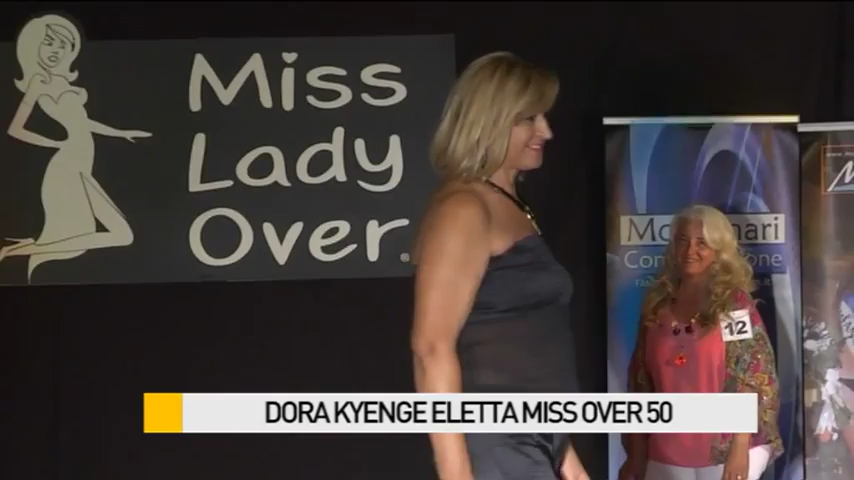 Miss
Lady
Over
12
DORA KYENGE ELETTA MISS OVER 50